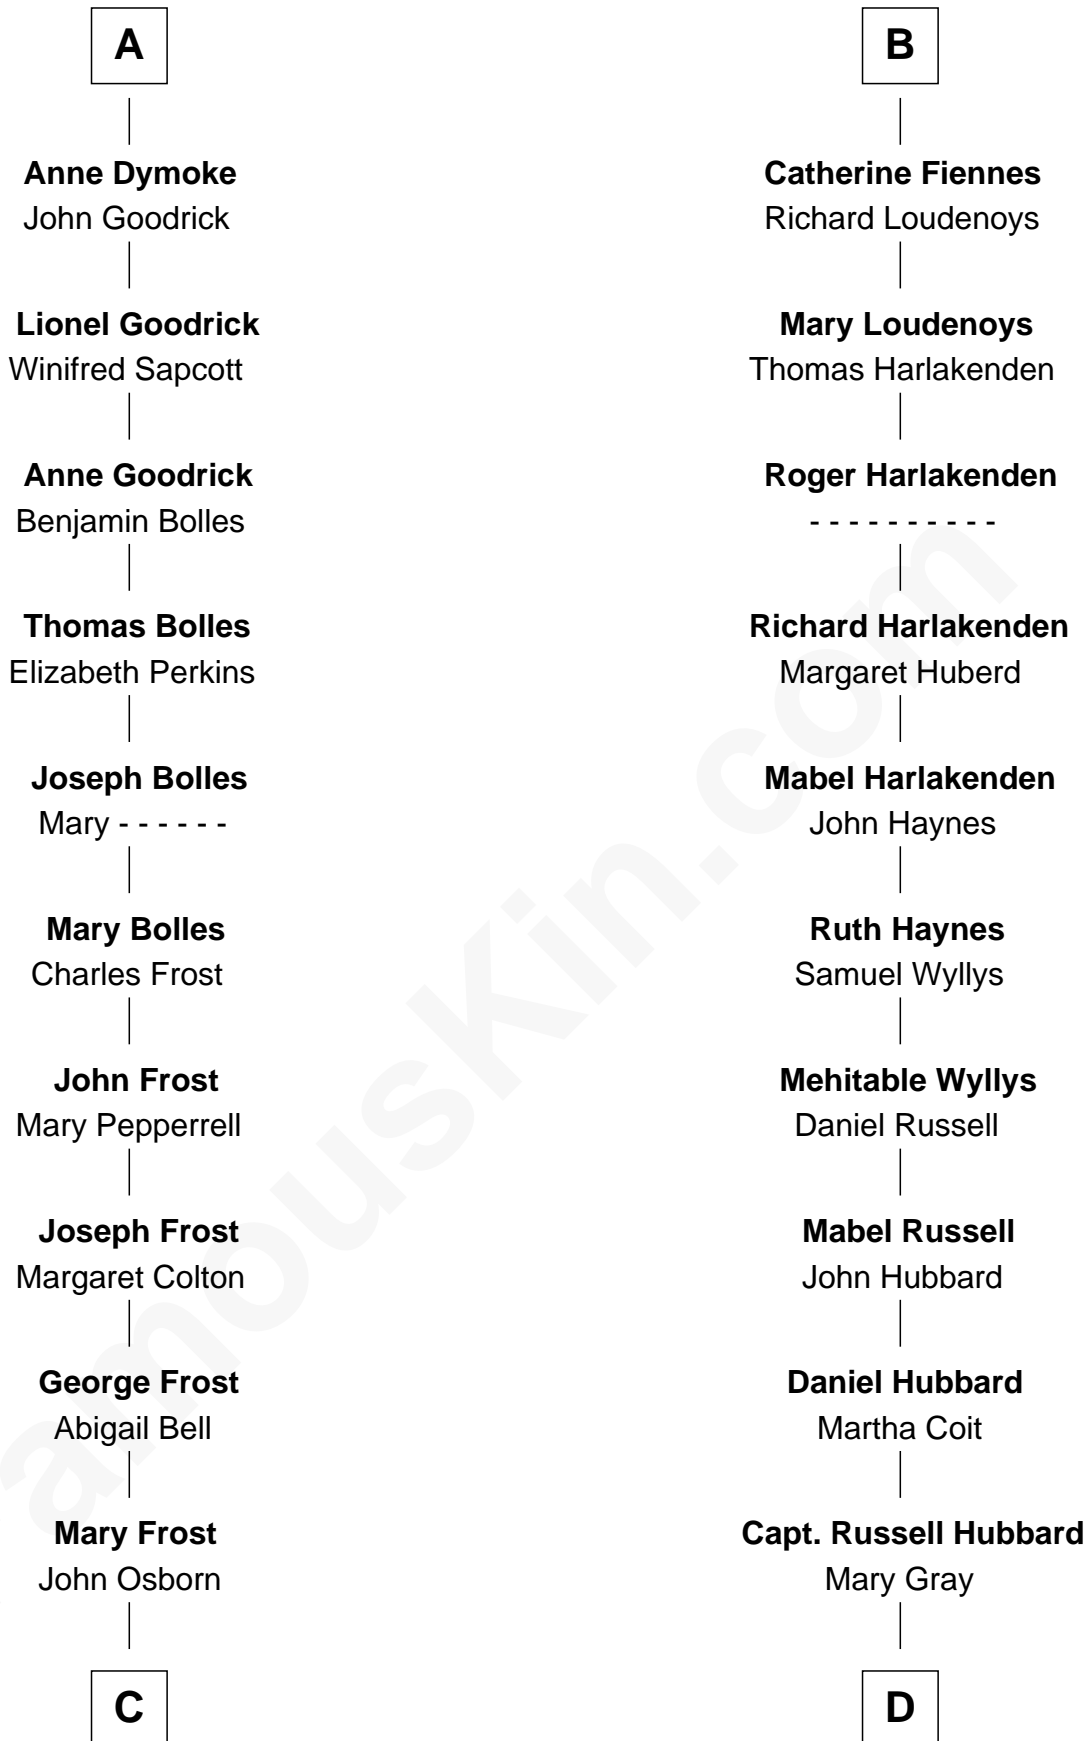 A
Anne Dymoke
John Goodrick
Lionel Goodrick
Winifred Sapcott
Anne Goodrick
Benjamin Bolles
Thomas Bolles
Elizabeth Perkins
Joseph Bolles
Mary - - - - - -
Mary Bolles
Charles Frost
John Frost
Mary Pepperrell
Joseph Frost
Margaret Colton
George Frost
Abigail Bell
Mary Frost
John Osborn
C
B
Catherine Fiennes
Richard Loudenoys
Mary Loudenoys
Thomas Harlakenden
Roger Harlakenden
- - - - - - - - - -
Richard Harlakenden
Margaret Huberd
Mabel Harlakenden
John Haynes
Ruth Haynes
Samuel Wyllys
Mehitable Wyllys
Daniel Russell
Mabel Russell
John Hubbard
Daniel Hubbard
Martha Coit
Capt. Russell Hubbard
Mary Gray
D
amousKin.com